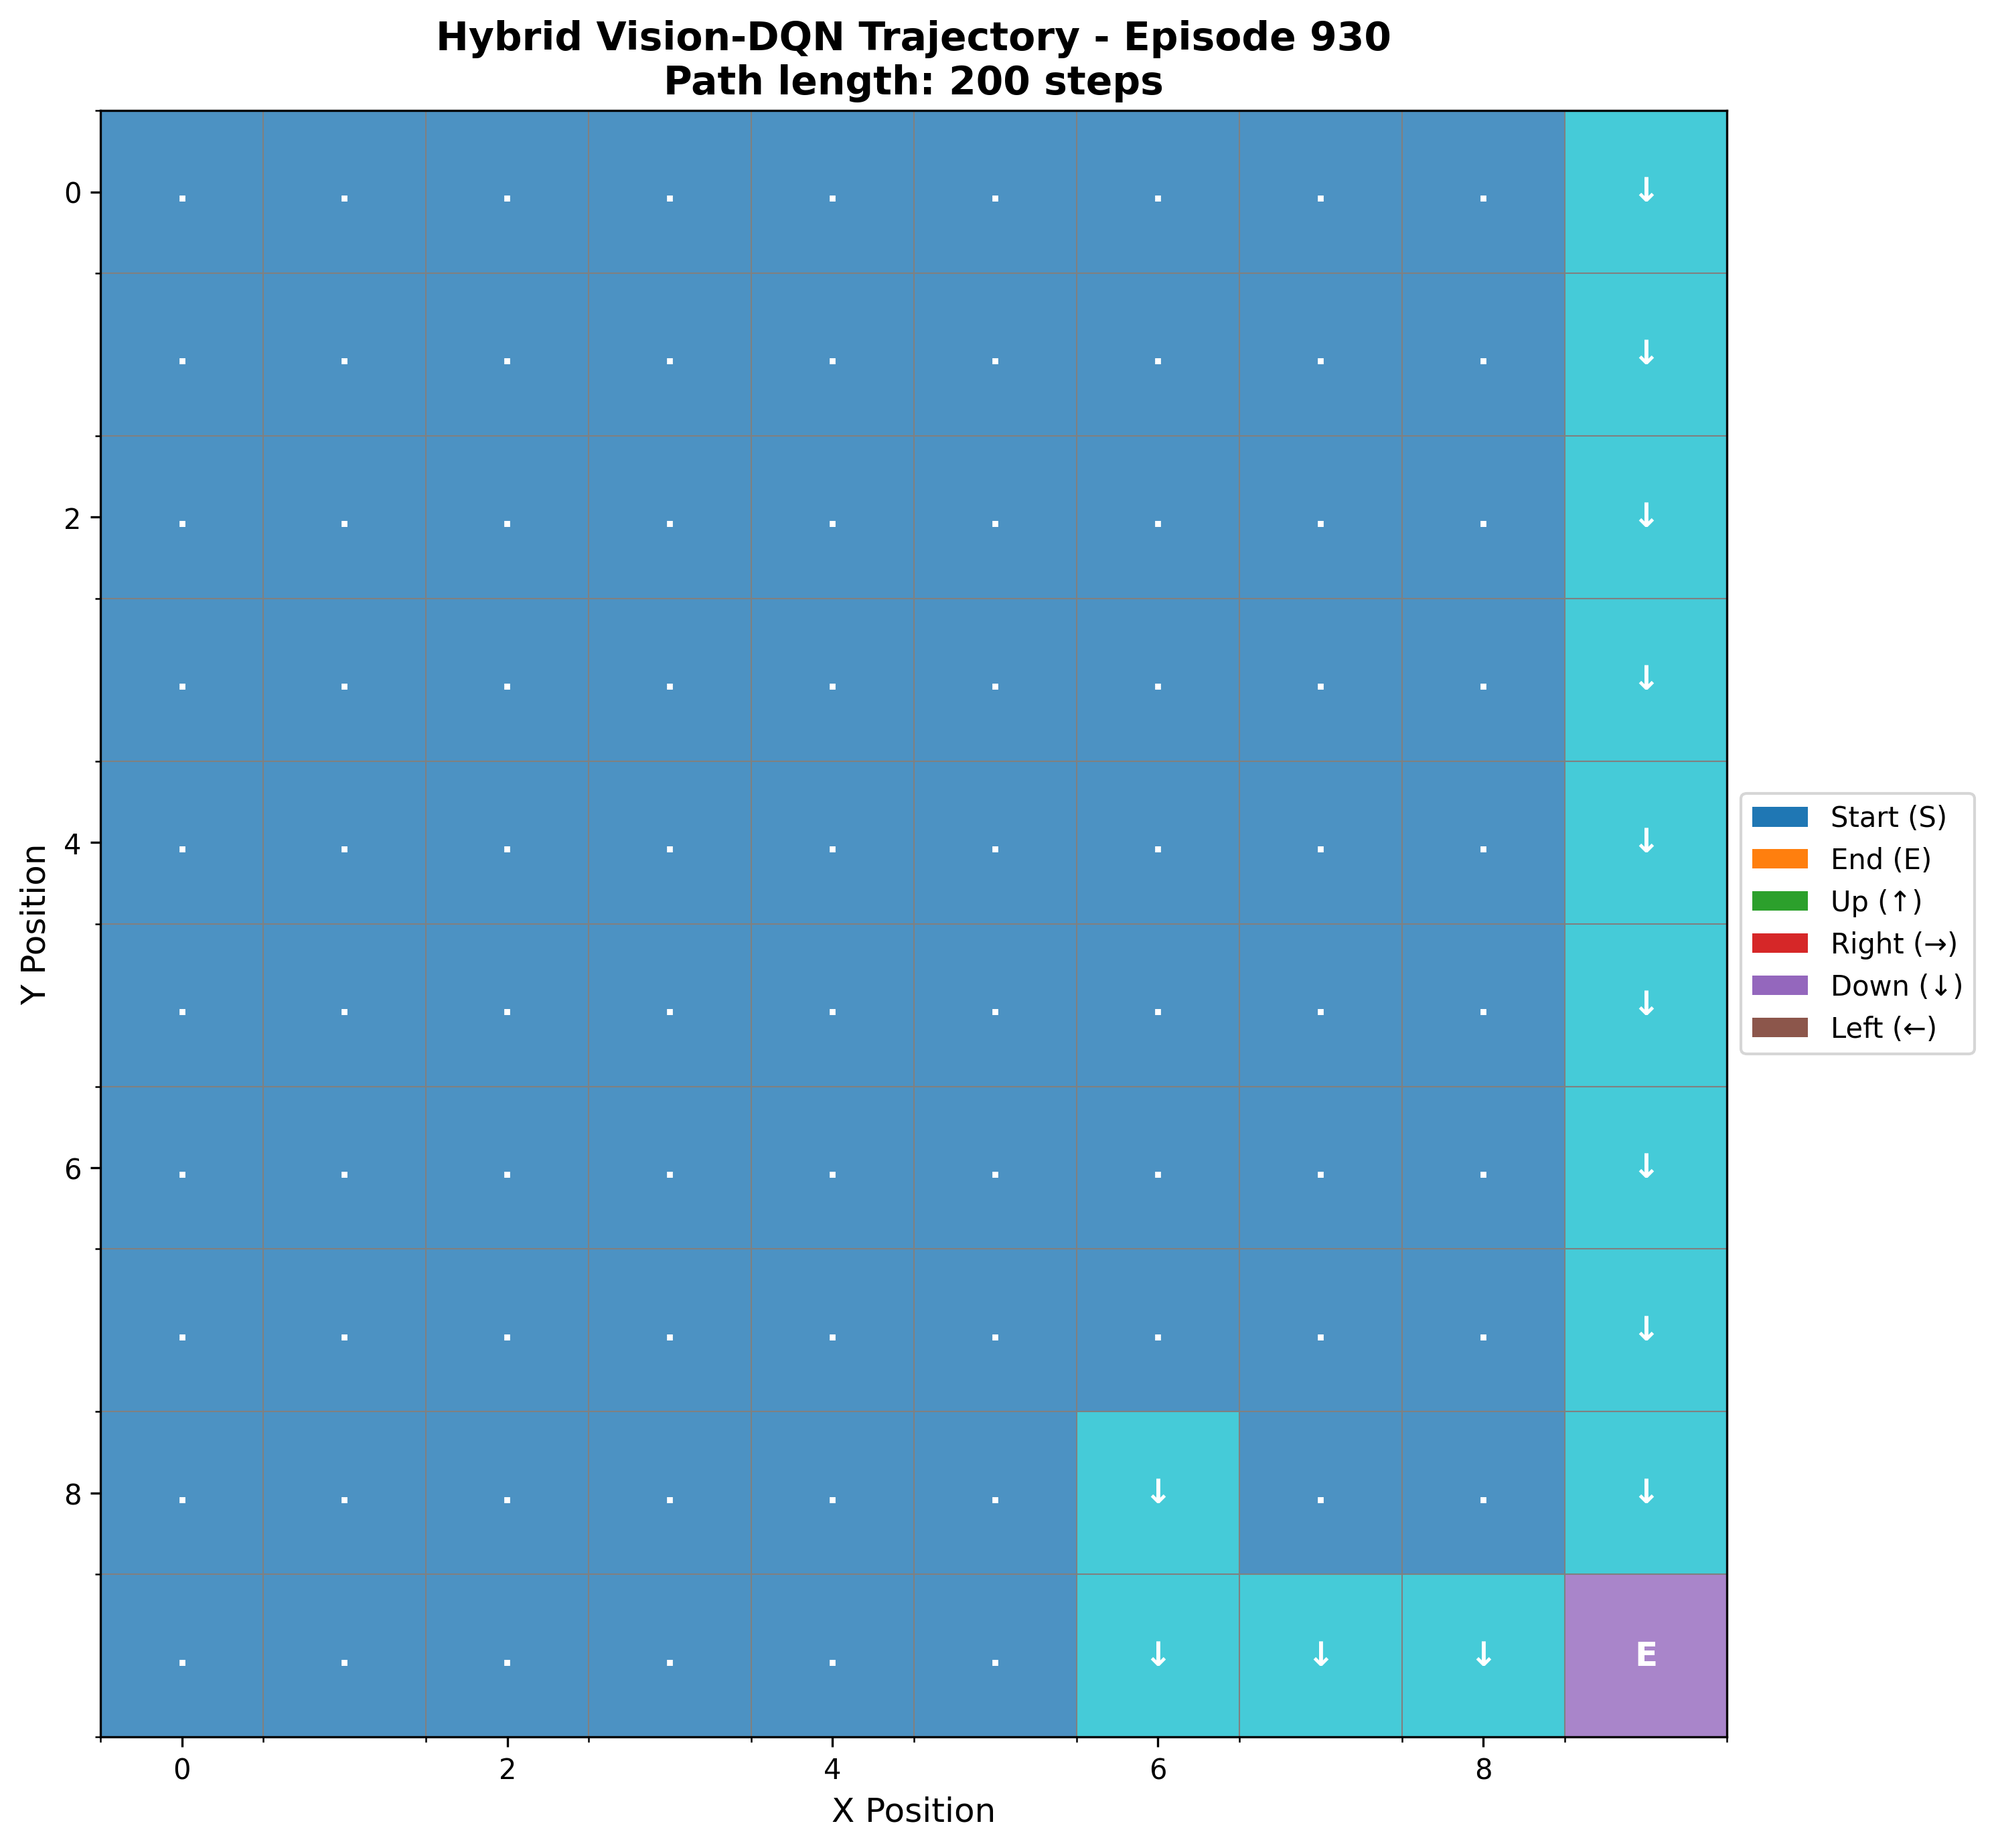 Hybrid Vision-DQN Trajectory - Episode 930
Path length: 200 steps
0 . . . . . . . . . ↓
. . . . . . . . . ↓
2 . . . . . . . . . ↓
. . . . . . . . . ↓
4 . . . . . . . . . ↓
. . . . . . . . . ↓
6 . . . . . . . . . ↓
. . . . . . . . . ↓
8 . . . . . . ↓ . . ↓
. . . . . . ↓ ↓ ↓ E
0 2 4 6 8
X Position
Y Position
Start (S)
End (E)
Up (↑)
Right (→)
Down (↓)
Left (←)